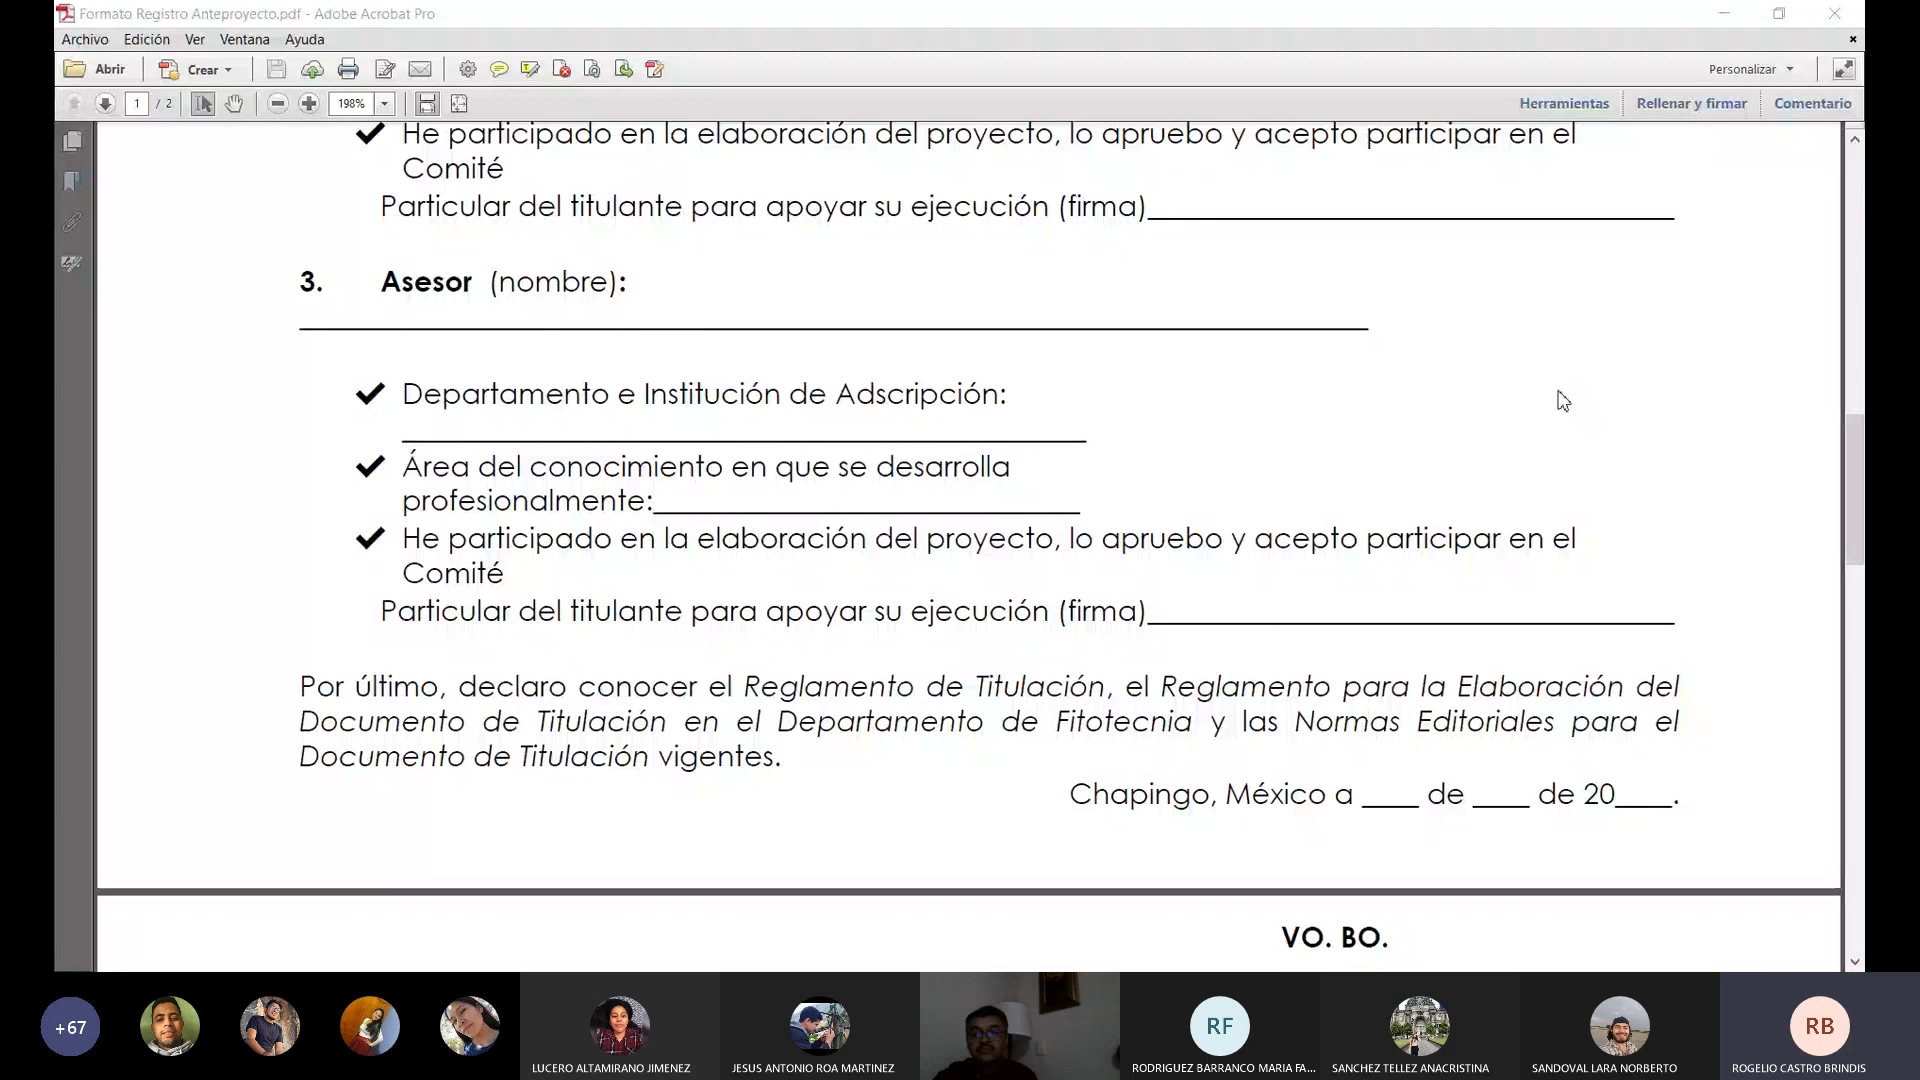 Formato Registro Anteproyecto.pdf - Adobe Acrobat Pro
Archivo Edición Ver Ventana Ayuda
Abrir Crear Personalizar
1 / 2 198% Herramientas Rellenar y firmar Comentario
He participado en la elaboración del proyecto, lo apruebo y acepto participar en el
Comité
Particular del titulante para apoyar su ejecución (firma)______________________________
3. Asesor (nombre):
____________________________________________________________
Departamento e Institución de Adscripción:
______________________________________
Área del conocimiento en que se desarrolla
profesionalmente:________________________
He participado en la elaboración del proyecto, lo apruebo y acepto participar en el
Comité
Particular del titulante para apoyar su ejecución (firma)______________________________
Por último, declaro conocer el Reglamento de Titulación, el Reglamento para la Elaboración del
Documento de Titulación en el Departamento de Fitotecnia y las Normas Editoriales para el
Documento de Titulación vigentes.
Chapingo, México a ____ de ____ de 20____.
VO. BO.
+67
RF
RB
LUCERO ALTAMIRANO JIMENEZ
JESUS ANTONIO ROA MARTINEZ
RODRIGUEZ BARRANCO MARIA FA...
SANCHEZ TELLEZ ANACRISTINA
SANDOVAL LARA NORBERTO
ROGELIO CASTRO BRINDIS